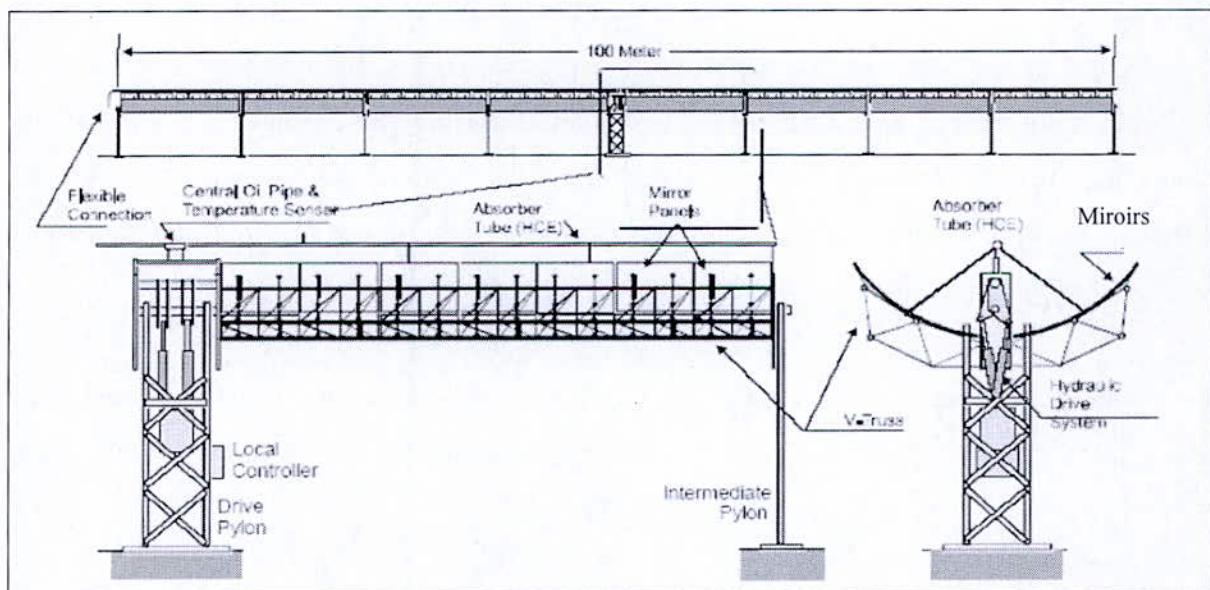 100 Meter
Flexible
Connection
Central Oil Pipe &
Temperature Sensor
Absorber
Tube (HCE)
Mirror
Panels
Absorber
Tube (HCE)
Miroirs
Hydraulic
Drive
System
V-Truss
Local
Controller
Drive
Pylon
Intermediate
Pylon